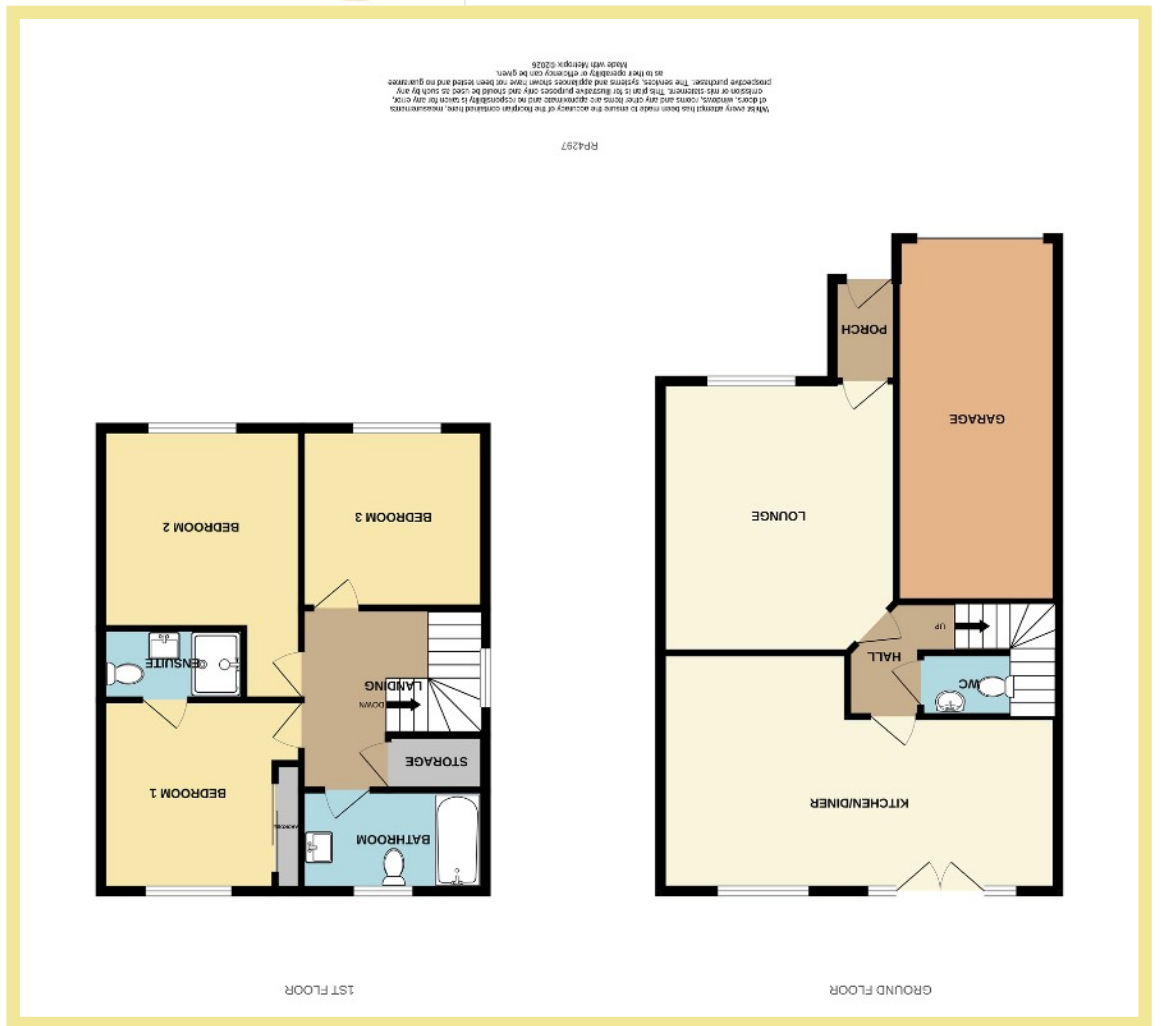 GROUND FLOOR
KITCHEN/DINER
WC
HALL
UP
LOUNGE
GARAGE
PORCH
1ST FLOOR
BATHROOM
BEDROOM 1
STORAGE
DOWN
LANDING
ENSUITE
BEDROOM 3
BEDROOM 2
RP4297
Whilst every attempt has been made to ensure the accuracy of the floorplan contained here, measurements
of doors, windows, rooms and any other items are approximate and no responsibility is taken for any error,
omission or mis-statement. This plan is for illustrative purposes only and should be used as such by any
prospective purchaser. The services, systems and appliances shown have not been tested and no guarantee
as to their operability or efficiency can be given.
Made with Metropix ©2026